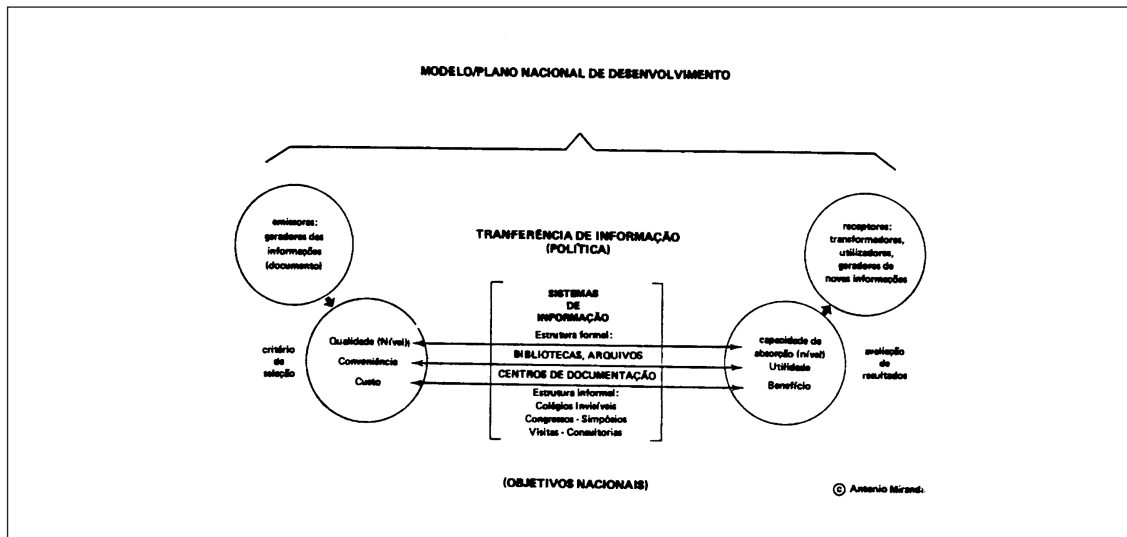 MODELO/PLANO NACIONAL DE DESENVOLVIMENTO
emissores:
geradores das
informações
(documento)
TRANFERÊNCIA DE INFORMAÇÃO
(POLÍTICA)
receptores:
transformadores,
utilizadores,
geradores de
novas informações
critério
de
seleção
Qualidade (Nível)
Conveniência
Custo
SISTEMAS
DE
INFORMAÇÃO
Estrutura formal:
BIBLIOTECAS, ARQUIVOS
CENTROS DE DOCUMENTAÇÃO
Estrutura informal:
Colégios Invisíveis
Congressos - Simpósios
Visitas - Consultorias
capacidade de
absorção (nível)
Utilidade
Benefício
avaliação
de
resultados
(OBJETIVOS NACIONAIS)
© Antonio Miranda